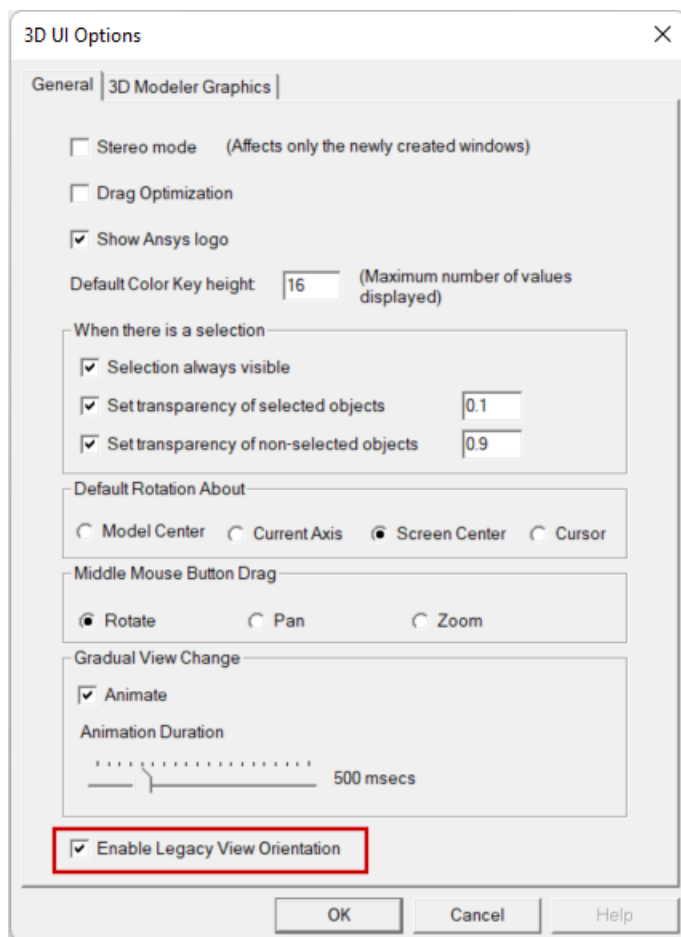 3D UI Options
General
3D Modeler Graphics
Stereo mode (Affects only the newly created windows)
Drag Optimization
Show Ansys logo
Default Color Key height: 16 (Maximum number of values
displayed)
When there is a selection
Selection always visible
Set transparency of selected objects 0.1
Set transparency of non-selected objects 0.9
Default Rotation About
Model Center Current Axis Screen Center Cursor
Middle Mouse Button Drag
Rotate Pan Zoom
Gradual View Change
Animate
Animation Duration
500 msecs
Enable Legacy View Orientation
OK Cancel Help